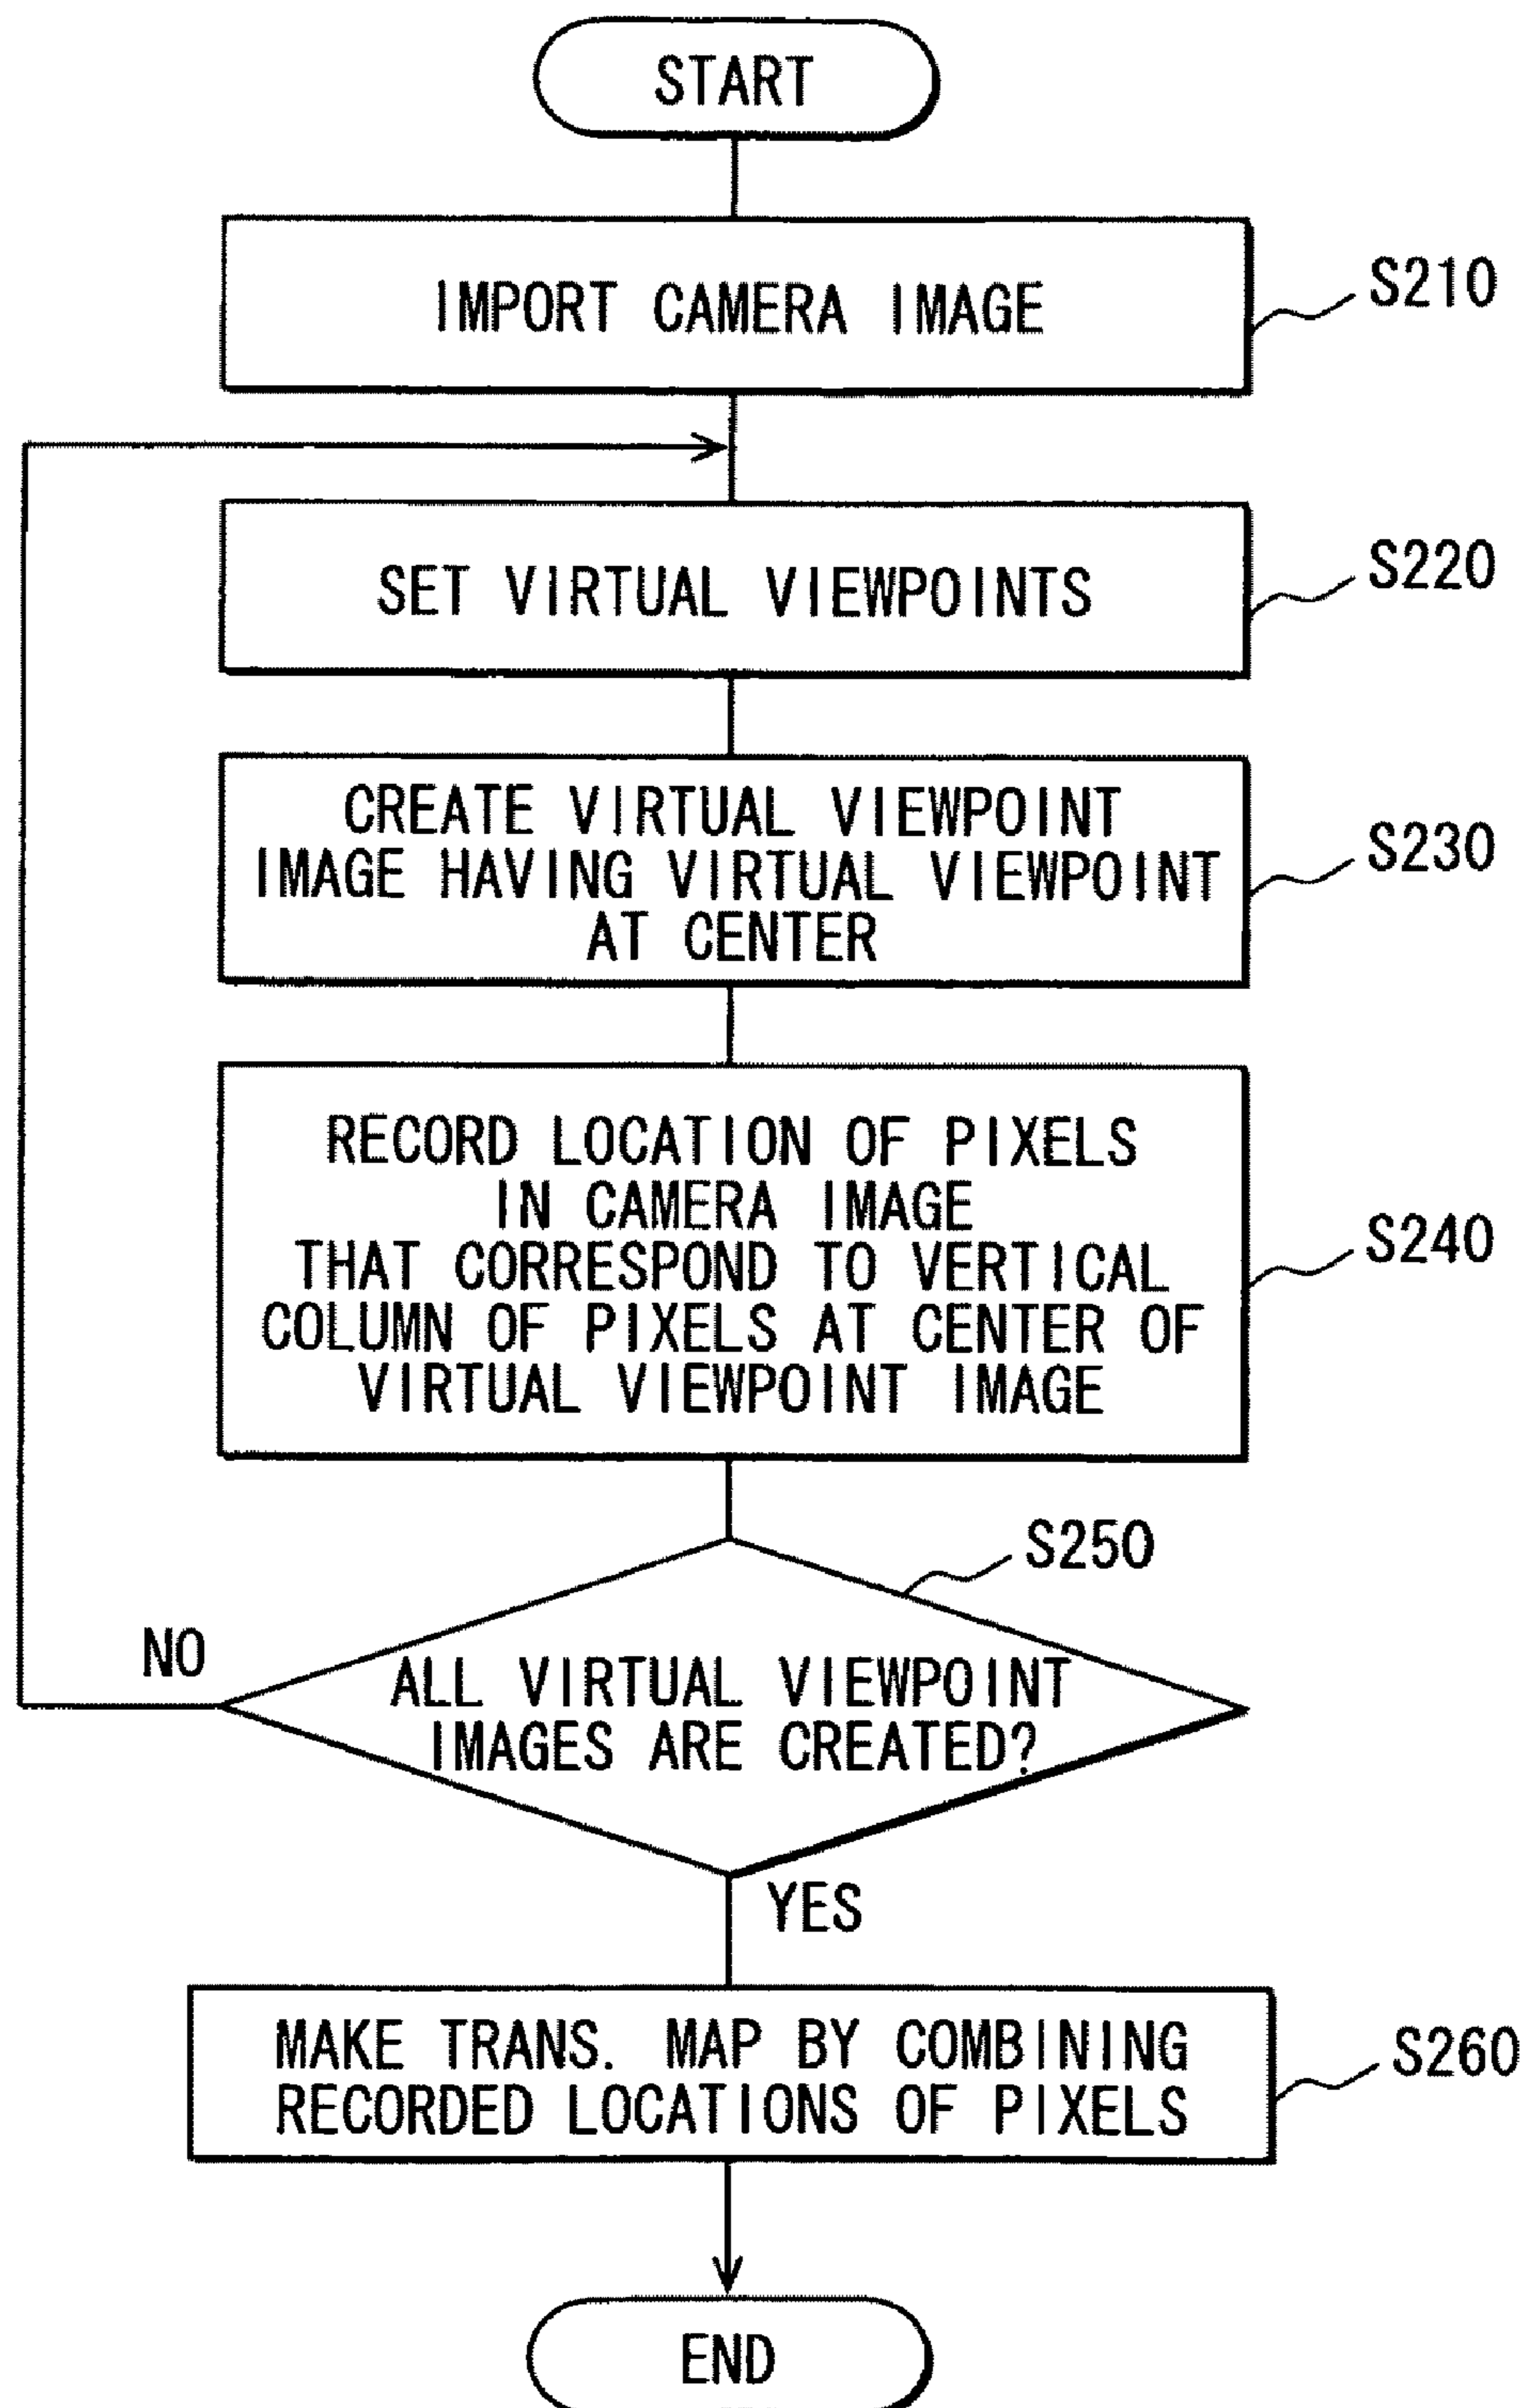 START
IMPORT CAMERA IMAGE
S210
SET VIRTUAL VIEWPOINTS
S220
CREATE VIRTUAL VIEWPOINT
IMAGE HAVING VIRTUAL VIEWPOINT
AT CENTER
S230
RECORD LOCATION OF PIXELS
IN CAMERA IMAGE
THAT CORRESPOND TO VERTICAL
COLUMN OF PIXELS AT CENTER OF
VIRTUAL VIEWPOINT IMAGE
S240
S250
NO
ALL VIRTUAL VIEWPOINT
IMAGES ARE CREATED?
YES
MAKE TRANS. MAP BY COMBINING
RECORDED LOCATIONS OF PIXELS
S260
END